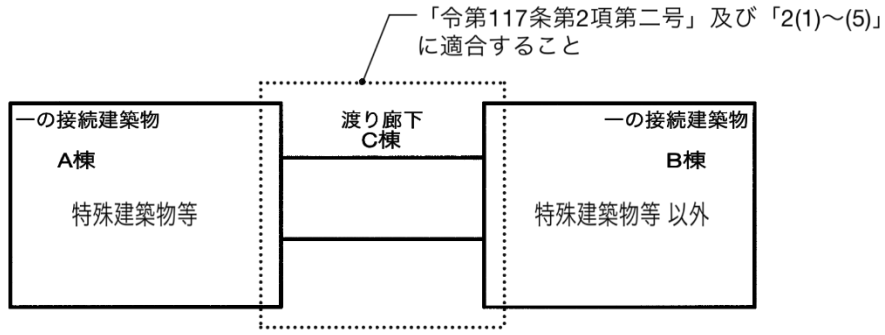 「令第117条第2項第二号」及び「2(1)～(5)」
に適合すること
一の接続建築物
A棟
特殊建築物等
渡り廊下
C棟
一の接続建築物
B棟
特殊建築物等 以外